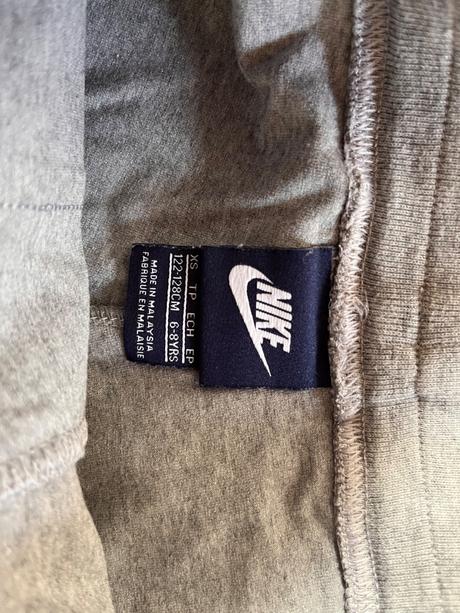 NIKE
XS TP ECH EP
122-128CM 6-8YRS
MADE IN MALAYSIA
FABRIQUE EN MALAISIE